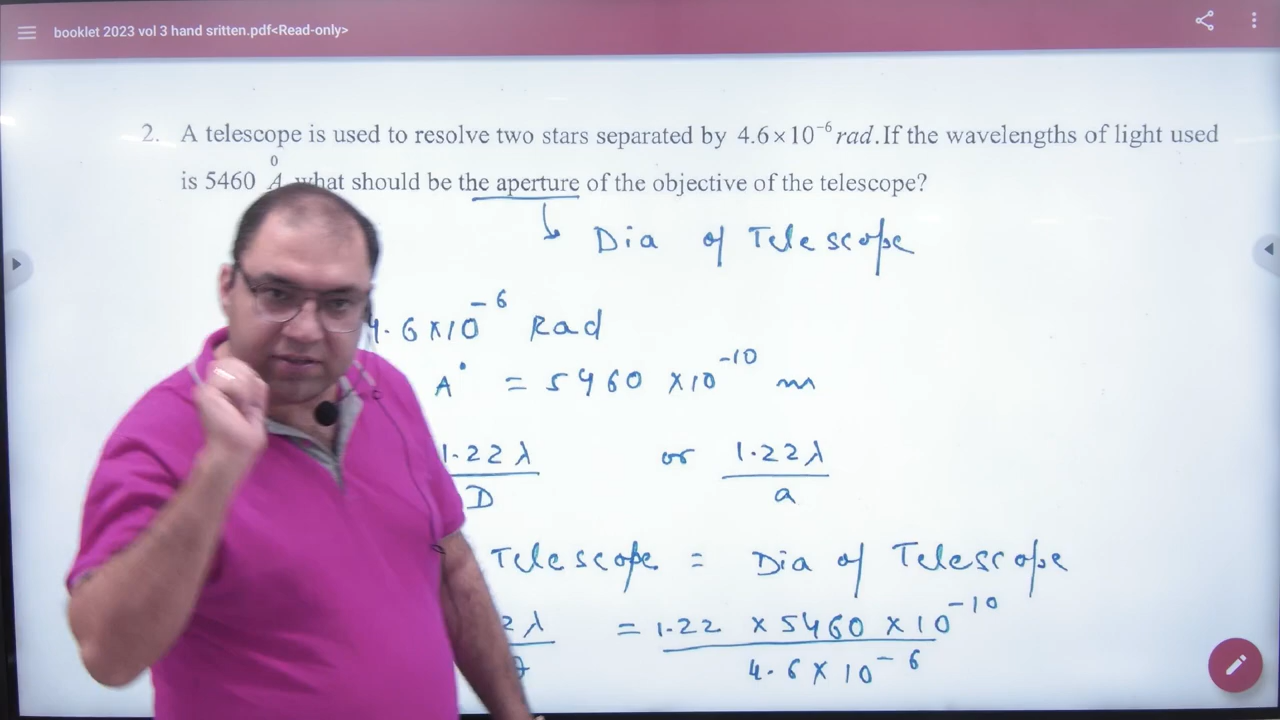 booklet 2023 vol 3 hand sritten.pdf<Read-only>
2. A telescope is used to resolve two stars separated by 4.6×10⁻⁶ rad.If the wavelengths of light used
0
is 5460 A what should be the aperture of the objective of the telescope?
Dia of Telescope
4.6×10⁻⁶ Rad
A° = 5460 ×10⁻¹⁰ m
1.22λ or 1.22λ
D a
Telescope = Dia of Telescope
2λ = 1.22 × 5460 × 10⁻¹⁰
4.6 × 10⁻⁶